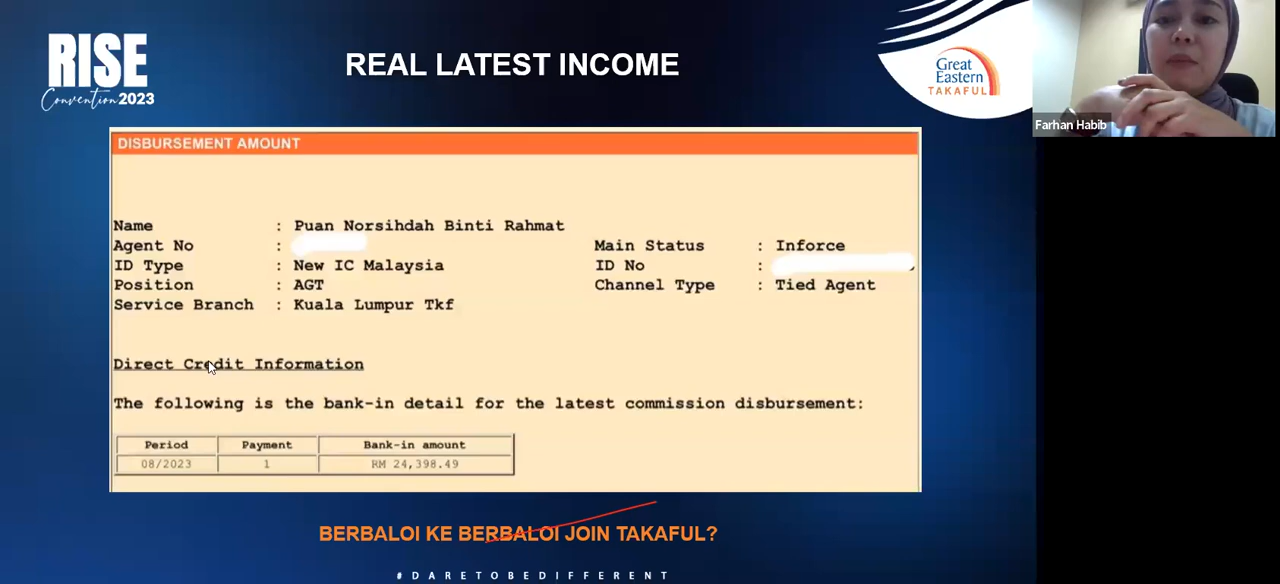 RISE
Convention 2023
REAL LATEST INCOME
Great
Eastern
TAKAFUL
Farhan Habib
DISBURSEMENT AMOUNT
Name : Puan Norsihdah Binti Rahmat
Agent No : Main Status : Inforce
ID Type : New IC Malaysia ID No :
Position : AGT Channel Type : Tied Agent
Service Branch : Kuala Lumpur Tkf
Direct Credit Information
The following is the bank-in detail for the latest commission disbursement:
Period Payment Bank-in amount
08/2023 1 RM 24,398.49
BERBALOI KE BERBALOI JOIN TAKAFUL?
#DARETOBEDIFFERENT